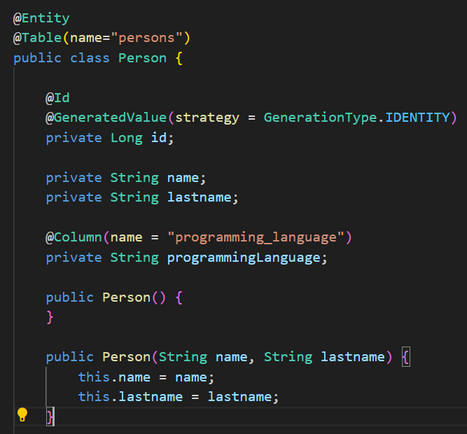 @Entity
@Table(name="persons")
public class Person {
@Id
@GeneratedValue(strategy = GenerationType.IDENTITY)
private Long id;
private String name;
private String lastname;
@Column(name = "programming_language")
private String programmingLanguage;
public Person() {
}
public Person(String name, String lastname) {
this.name = name;
this.lastname = lastname;
}